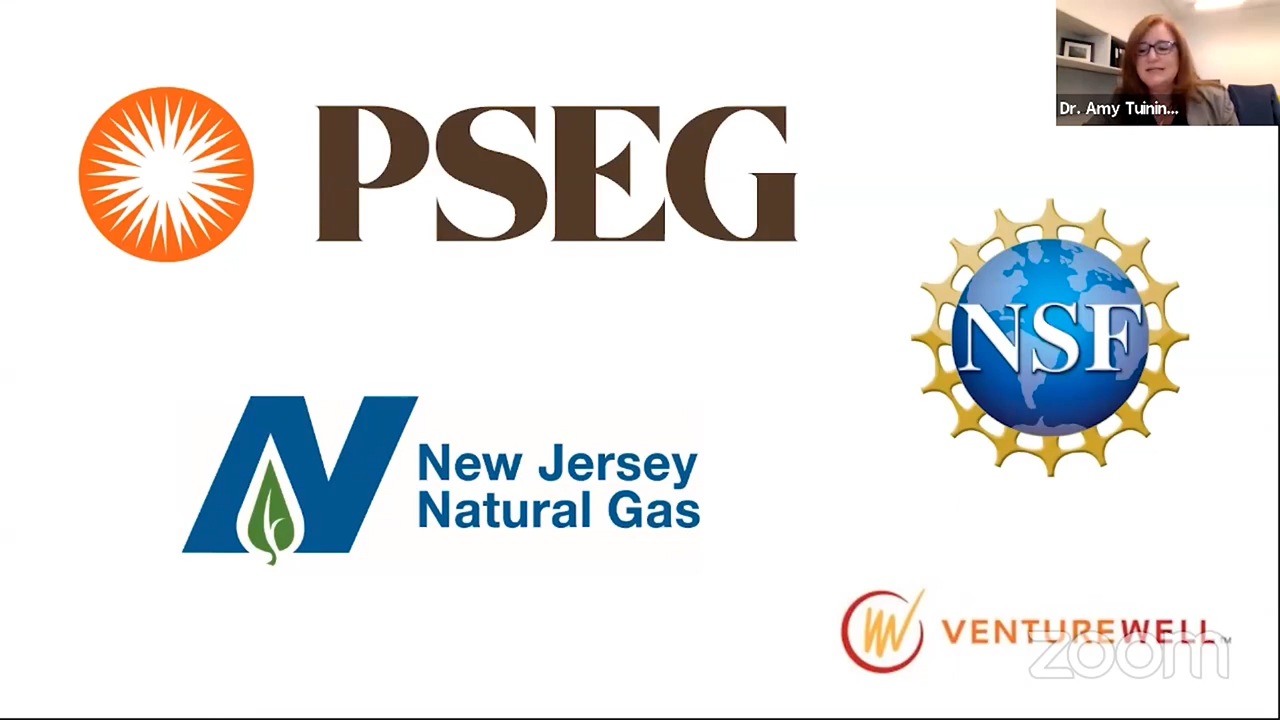 Dr. Amy Tuinin...
PSEG
NSF
New Jersey
Natural Gas
VENTUREWELL
zoom